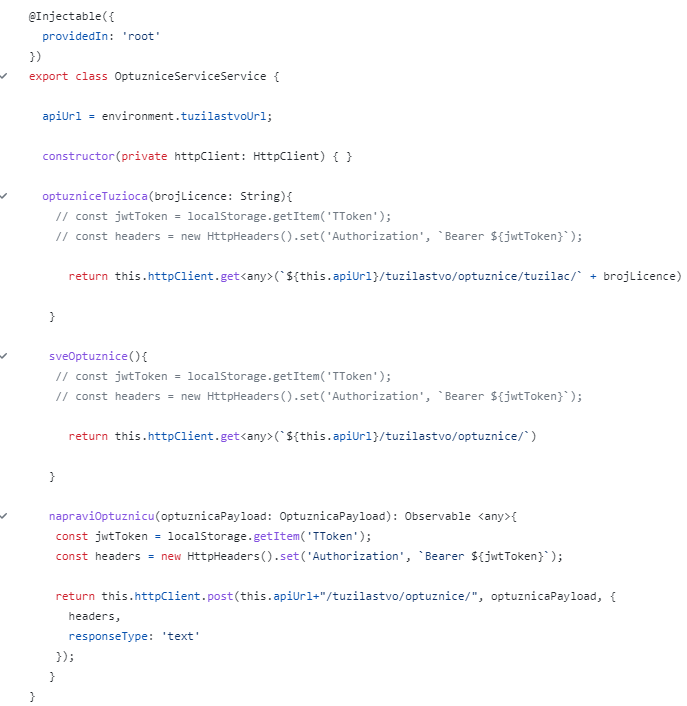 @Injectable({
  providedIn: 'root'
})
export class OptuzniceServiceService {
  apiUrl = environment.tuzilastvoUrl;
  constructor(private httpClient: HttpClient) { }
  optuzniceTuzioca(brojLicence: String){
    // const jwtToken = localStorage.getItem('TToken');
    // const headers = new HttpHeaders().set('Authorization', `Bearer ${jwtToken}`);
      return this.httpClient.get<any>(`${this.apiUrl}/tuzilastvo/optuznice/tuzilac/` + brojLicence)
   }
   sveOptuznice(){
    // const jwtToken = localStorage.getItem('TToken');
    // const headers = new HttpHeaders().set('Authorization', `Bearer ${jwtToken}`);
      return this.httpClient.get<any>(`${this.apiUrl}/tuzilastvo/optuznice/`)
   }
   napraviOptuznicu(optuznicaPayload: OptuznicaPayload): Observable <any>{
    const jwtToken = localStorage.getItem('TToken');
    const headers = new HttpHeaders().set('Authorization', `Bearer ${jwtToken}`);
    return this.httpClient.post(this.apiUrl+"/tuzilastvo/optuznice/", optuznicaPayload, {
      headers,
      responseType: 'text'
    });
   }
}